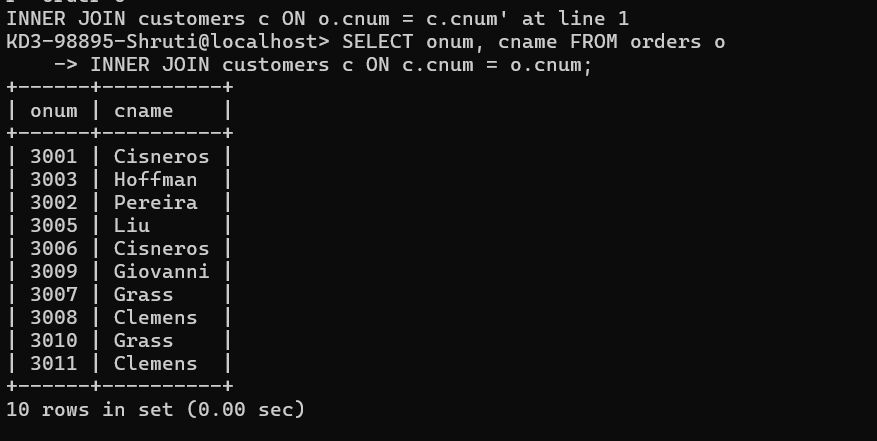 INNER JOIN customers c ON o.cnum = c.cnum' at line 1
KD3-98895-Shruti@localhost> SELECT onum, cname FROM orders o
    -> INNER JOIN customers c ON c.cnum = o.cnum;
+------+----------+
| onum | cname    |
+------+----------+
| 3001 | Cisneros |
| 3003 | Hoffman  |
| 3002 | Pereira  |
| 3005 | Liu      |
| 3006 | Cisneros |
| 3009 | Giovanni |
| 3007 | Grass    |
| 3008 | Clemens  |
| 3010 | Grass    |
| 3011 | Clemens  |
+------+----------+
10 rows in set (0.00 sec)